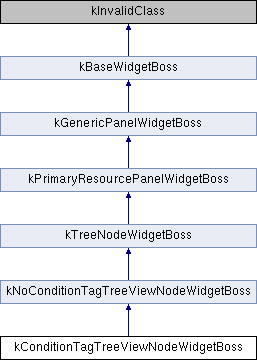 kInvalidClass
kBaseWidgetBoss
kGenericPanelWidgetBoss
kPrimaryResourcePanelWidgetBoss
kTreeNodeWidgetBoss
kNoConditionTagTreeViewNodeWidgetBoss
kConditionTagTreeViewNodeWidgetBoss